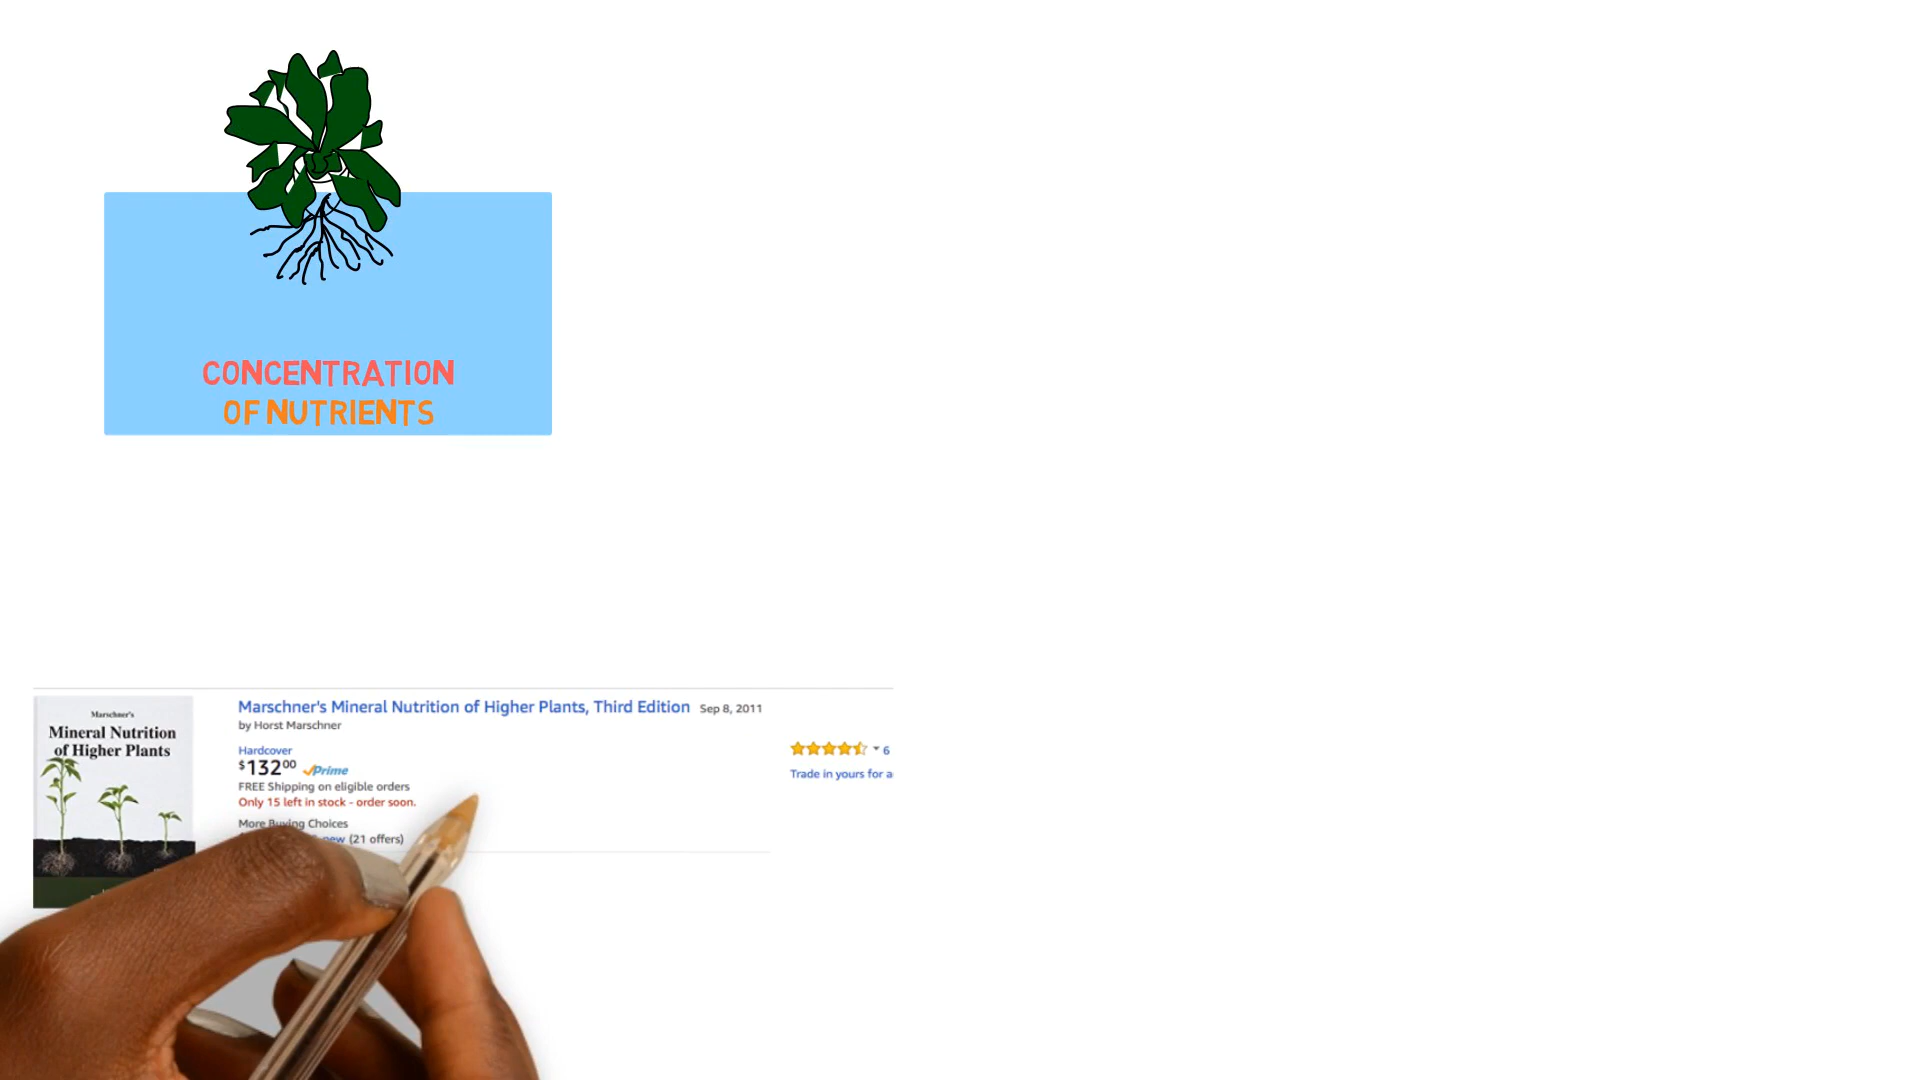 CONCENTRATION
OF NUTRIENTS
Marschner's
Mineral Nutrition
of Higher Plants
Marschner's Mineral Nutrition of Higher Plants, Third Edition Sep 8, 2011
by Horst Marschner
Hardcover
$132.00 Prime
FREE Shipping on eligible orders
Only 15 left in stock - order soon.
More Buying Choices
new (21 offers)
6
Trade in yours for a